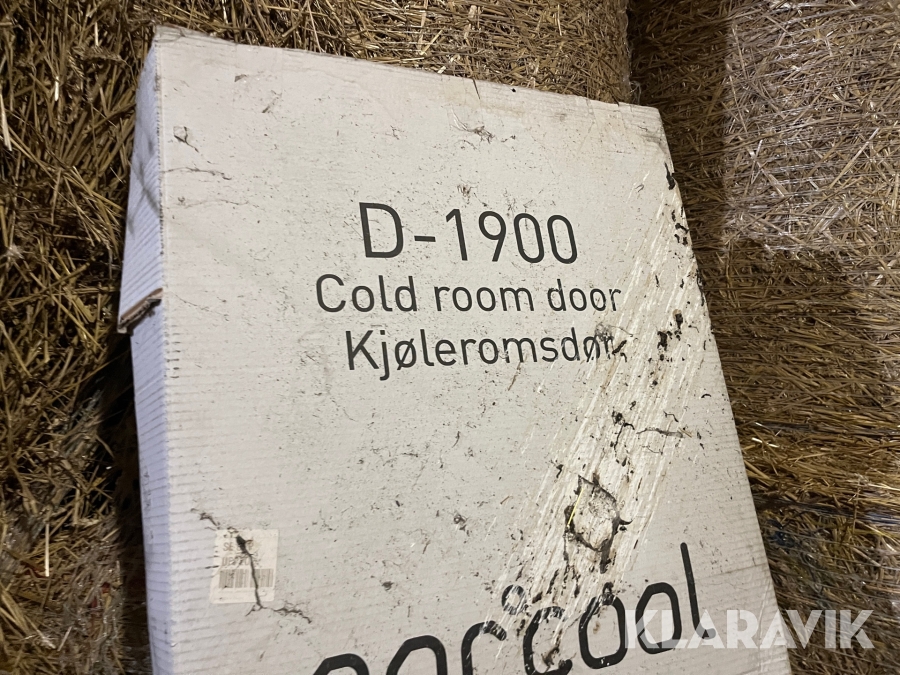 D-1900
Cold room door
Kjøleromsdør
KLARAVIK